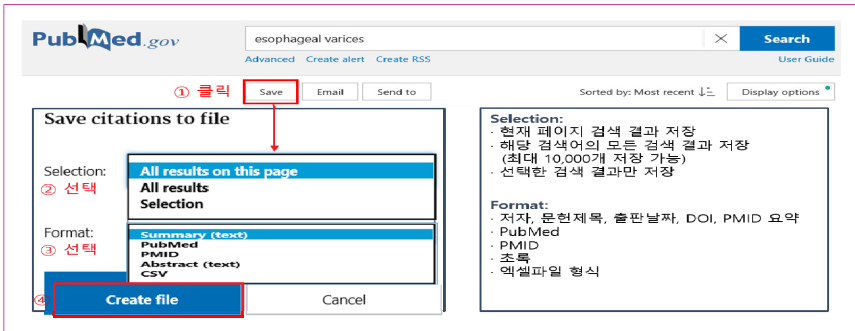 PubMed.gov
esophageal varices
Search
Advanced Create alert Create RSS
User Guide
① 클릭
Save
Email
Send to
Sorted by: Most recent
Display options
Save citations to file
Selection:
② 선택
All results on this page
All results
Selection
Format:
③ 선택
Summary (text)
PubMed
PMID
Abstract (text)
CSV
④
Create file
Cancel
Selection:
· 현재 페이지 검색 결과 저장
· 해당 검색어의 모든 검색 결과 저장
(최대 10,000개 저장 가능)
· 선택한 검색 결과만 저장
Format:
· 저자, 문헌제목, 출판날짜, DOI, PMID 요약
· PubMed
· PMID
· 초록
· 엑셀파일 형식